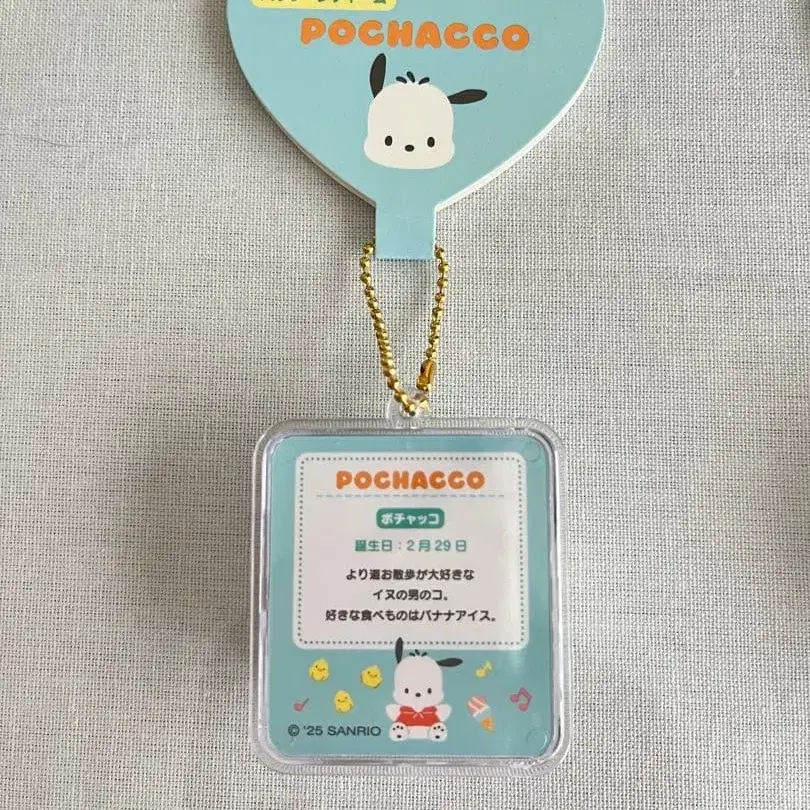 POCHACCO
POCHACCO
ポチャッコ
誕生日:2月29日
より道お散歩が大好きな
イヌの男のコ。
好きな食べものはバナナアイス。
© '25 SANRIO